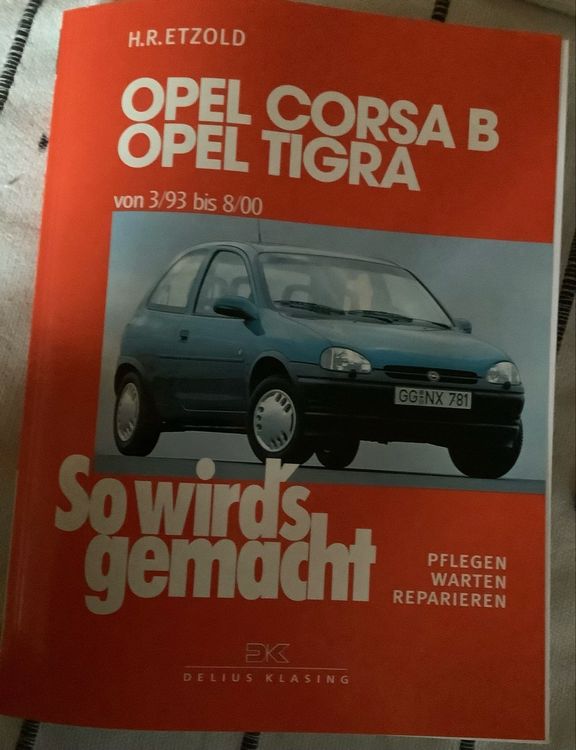 H.R.ETZOLD
OPEL CORSA B
OPEL TIGRA
von 3/93 bis 8/00
GG NX 781
So wird's
gemacht
PFLEGEN
WARTEN
REPARIEREN
DK
DELIUS KLASING